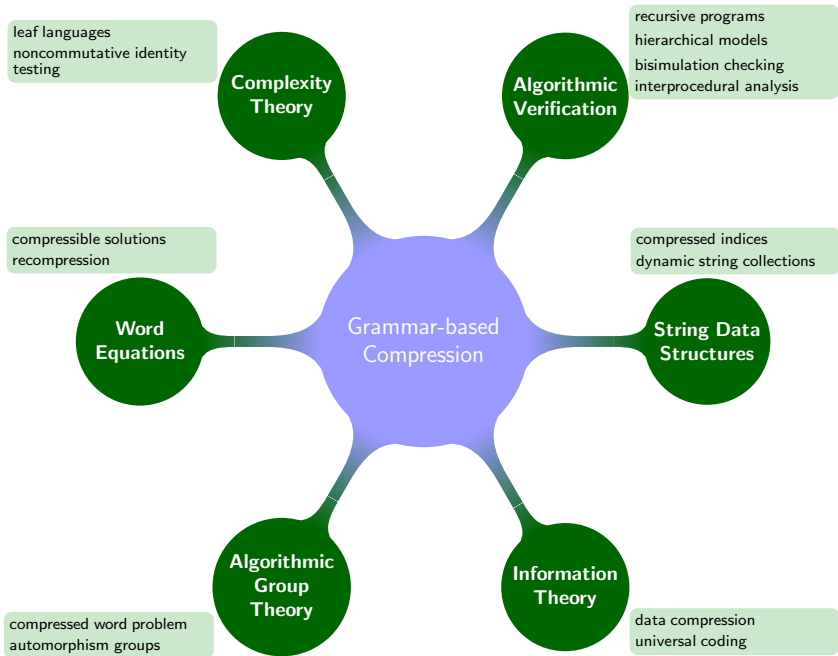 leaf languages
noncommutative identity
testing
Complexity
Theory
recursive programs
hierarchical models
bisimulation checking
interprocedural analysis
Algorithmic
Verification
compressible solutions
recompression
Word
Equations
Grammar-based
Compression
compressed indices
dynamic string collections
String Data
Structures
Algorithmic
Group
Theory
compressed word problem
automorphism groups
Information
Theory
data compression
universal coding